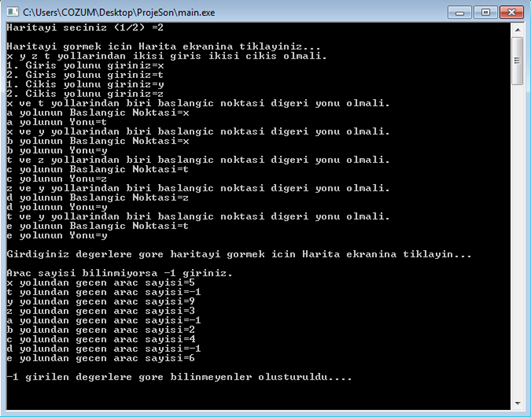 C:\Users\COZUM\Desktop\ProjeSon\main.exe
Haritayi seciniz (1/2) =2
Haritayi gormek icin Harita ekranina tiklayiniz...
x y z t yollarindan ikisi giris ikisi cikis olmali.
1. Giris yolunu giriniz=x
2. Giris yolunu giriniz=t
1. Cikis yolunu giriniz=y
2. Cikis yolunu giriniz=z
x ve t yollarindan biri baslangic noktasi digeri yonu olmali.
a yolunun Baslangic Noktasi=x
a yolunun Yonu=t
x ve y yollarindan biri baslangic noktasi digeri yonu olmali.
b yolunun Baslangic Noktasi=x
b yolunun Yonu=y
t ve z yollarindan biri baslangic noktasi digeri yonu olmali.
c yolunun Baslangic Noktasi=t
c yolunun Yonu=z
z ve y yollarindan biri baslangic noktasi digeri yonu olmali.
d yolunun Baslangic Noktasi=z
d yolunun Yonu=y
t ve y yollarindan biri baslangic noktasi digeri yonu olmali.
e yolunun Baslangic Noktasi=t
e yolunun Yonu=y
Girdiginiz degerlere gore haritayi gormek icin Harita ekranina tiklayin...
Arac sayisi bilinmiyorsa -1 giriniz.
x yolundan gecen arac sayisi=5
t yolundan gecen arac sayisi=-1
y yolundan gecen arac sayisi=9
z yolundan gecen arac sayisi=3
a yolundan gecen arac sayisi=-1
b yolundan gecen arac sayisi=2
c yolundan gecen arac sayisi=4
d yolundan gecen arac sayisi=-1
e yolundan gecen arac sayisi=6
-1 girilen degerlere gore bilinmeyenler olusturuldu....